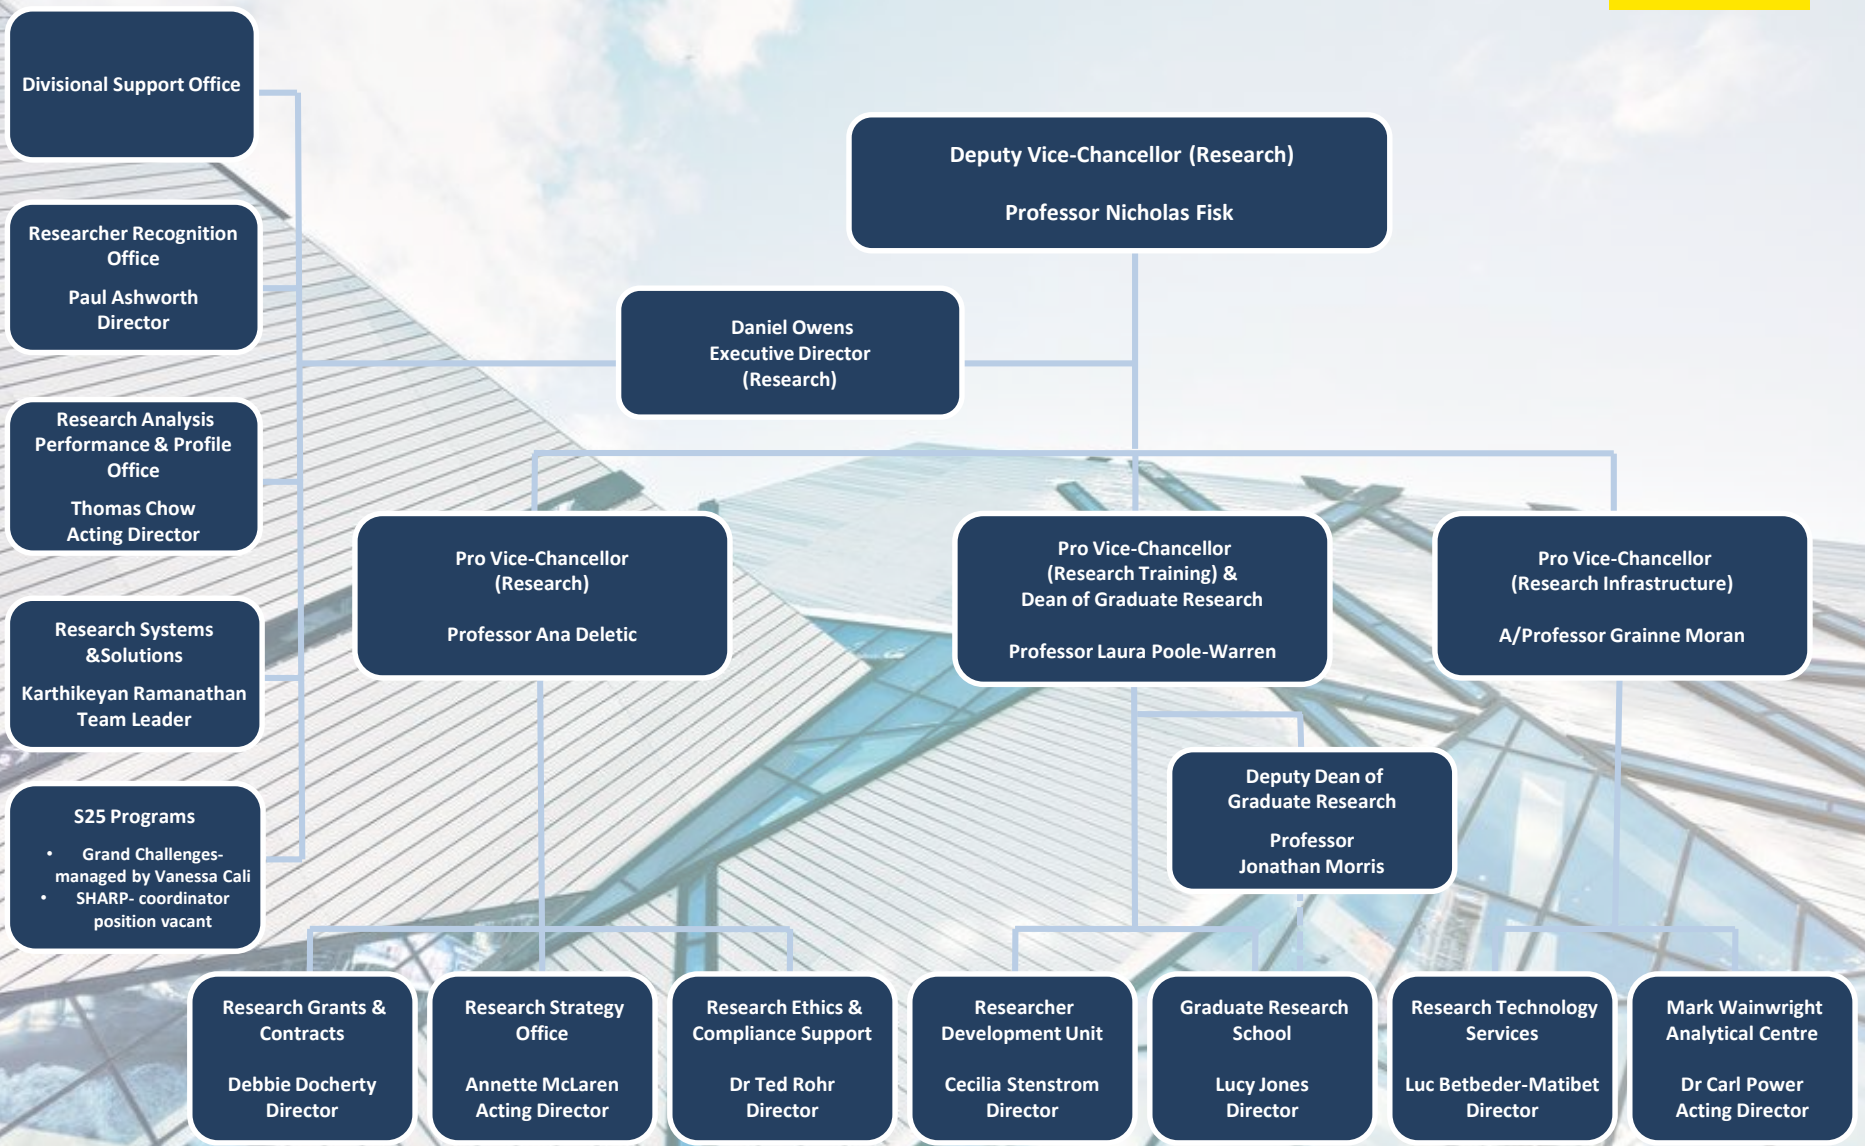 Divisional Support Office
Deputy Vice-Chancellor (Research)
Professor Nicholas Fisk
Researcher Recognition
Office
Paul Ashworth
Director
Daniel Owens
Executive Director
(Research)
Research Analysis
Performance & Profile
Office
Thomas Chow
Acting Director
Pro Vice-Chancellor
(Research)
Professor Ana Deletic
Pro Vice-Chancellor
(Research Training) &
Dean of Graduate Research
Professor Laura Poole-Warren
Pro Vice-Chancellor
(Research Infrastructure)
A/Professor Grainne Moran
Research Systems
&Solutions
Karthikeyan Ramanathan
Team Leader
Deputy Dean of
Graduate Research
Professor
Jonathan Morris
S25 Programs
• Grand Challenges-
managed by Vanessa Cali
• SHARP- coordinator
position vacant
Research Grants &
Contracts
Debbie Docherty
Director
Research Strategy
Office
Annette McLaren
Acting Director
Research Ethics &
Compliance Support
Dr Ted Rohr
Director
Researcher
Development Unit
Cecilia Stenstrom
Director
Graduate Research
School
Lucy Jones
Director
Research Technology
Services
Luc Betbeder-Matibet
Director
Mark Wainwright
Analytical Centre
Dr Carl Power
Acting Director